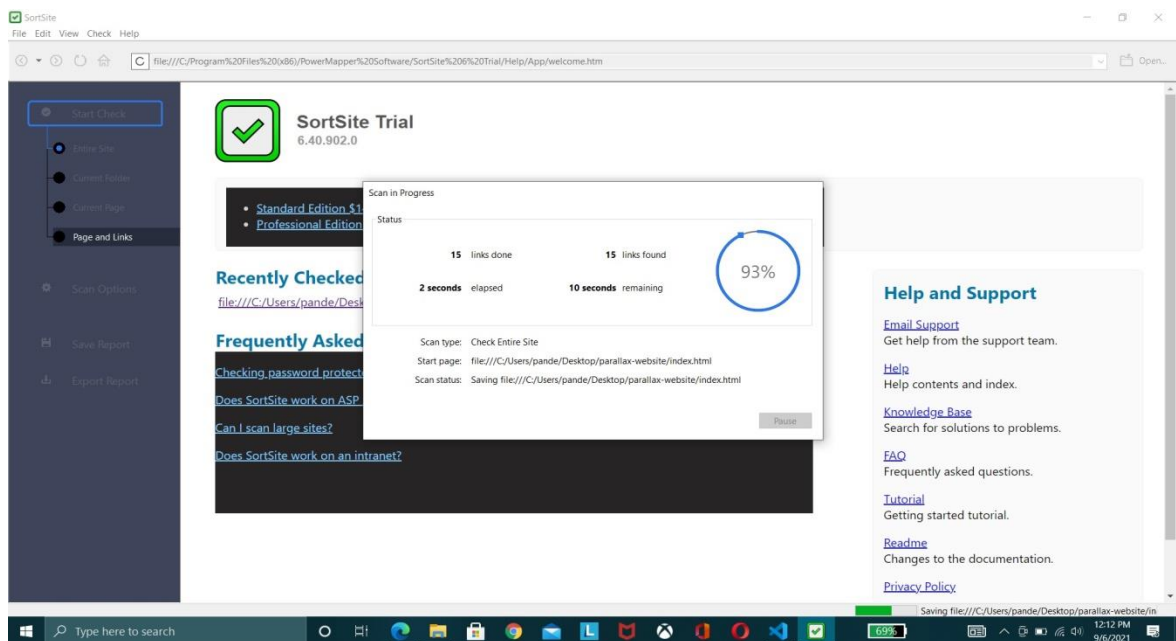 SortSite
File Edit View Check Help
file:///C:/Program%20Files%20(x86)/PowerMapper%20Software/SortSite%206%20Trial/Help/App/welcome.htm
Open..
Start Check
Entire Site
Current Folder
Current Page
Page and Links
Scan Options
Save Report
Export Report
SortSite Trial
6.40.902.0
Standard Edition $1
Professional Edition
Recently Checked
file:///C:/Users/pande/Desk
Frequently Asked
Checking password protect
Does SortSite work on ASP
Can I scan large sites?
Does SortSite work on an intranet?
Scan in Progress
Status
15 links done 15 links found
2 seconds elapsed 10 seconds remaining
93%
Scan type: Check Entire Site
Start page: file:///C:/Users/pande/Desktop/parallax-website/index.html
Scan status: Saving file:///C:/Users/pande/Desktop/parallax-website/index.html
Pause
Help and Support
Email Support
Get help from the support team.
Help
Help contents and index.
Knowledge Base
Search for solutions to problems.
FAQ
Frequently asked questions.
Tutorial
Getting started tutorial.
Readme
Changes to the documentation.
Privacy Policy
Saving file:///C:/Users/pande/Desktop/parallax-website/in
Type here to search
L
69%
12:12 PM
9/6/2021